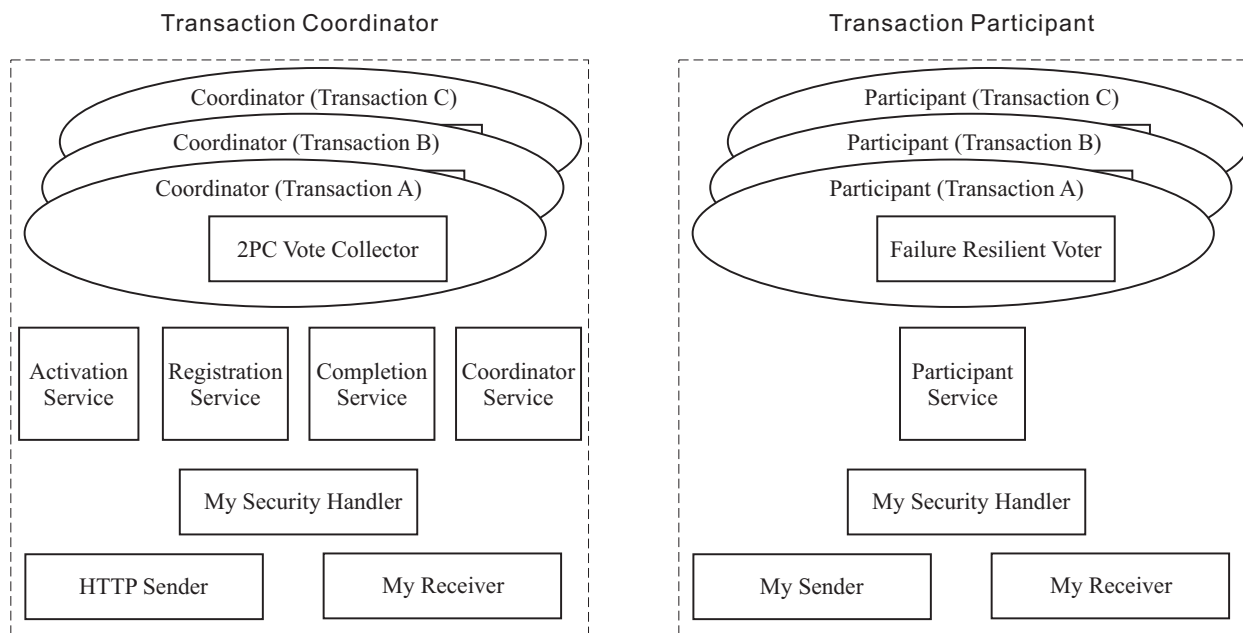 Transaction Coordinator
Coordinator (Transaction C)
Coordinator (Transaction B)
Coordinator (Transaction A)
2PC Vote Collector
Activation
Service
Registration
Service
Completion
Service
Coordinator
Service
My Security Handler
HTTP Sender
My Receiver
Transaction Participant
Participant (Transaction C)
Participant (Transaction B)
Participant (Transaction A)
Failure Resilient Voter
Participant
Service
My Security Handler
My Sender
My Receiver